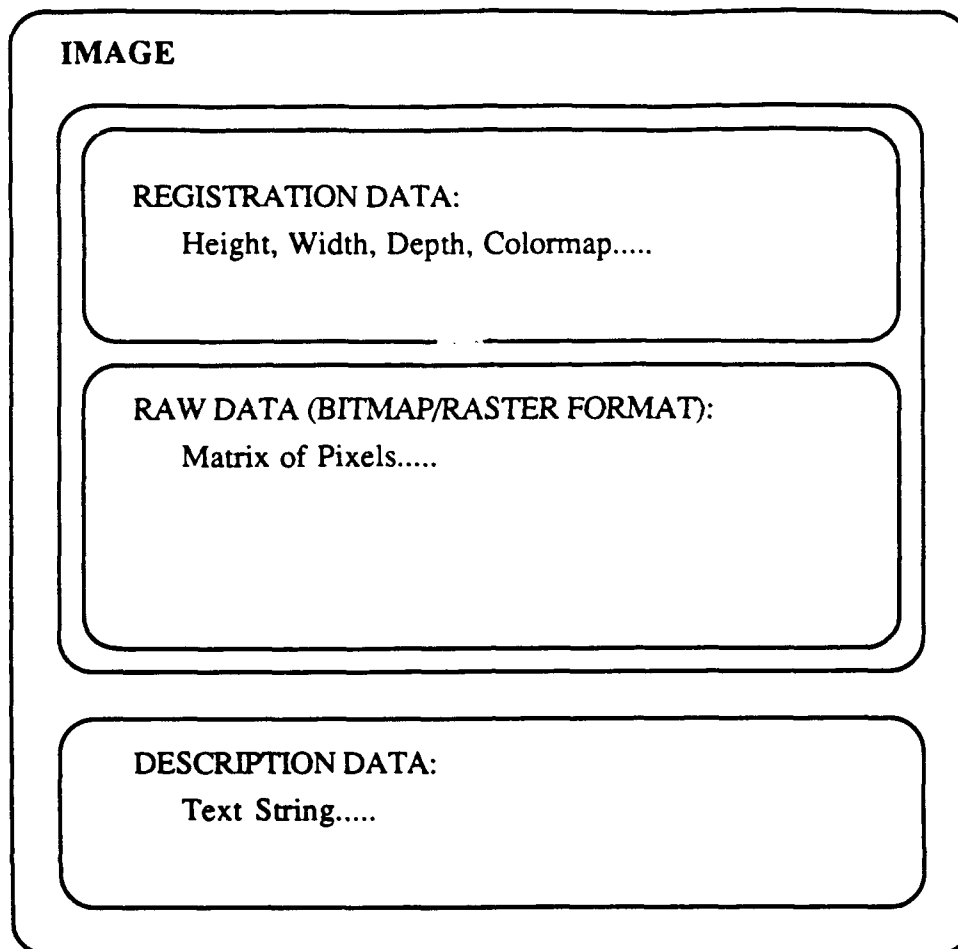 IMAGE
REGISTRATION DATA:
Height, Width, Depth, Colormap.....
RAW DATA (BITMAP/RASTER FORMAT):
Matrix of Pixels.....
DESCRIPTION DATA:
Text String.....